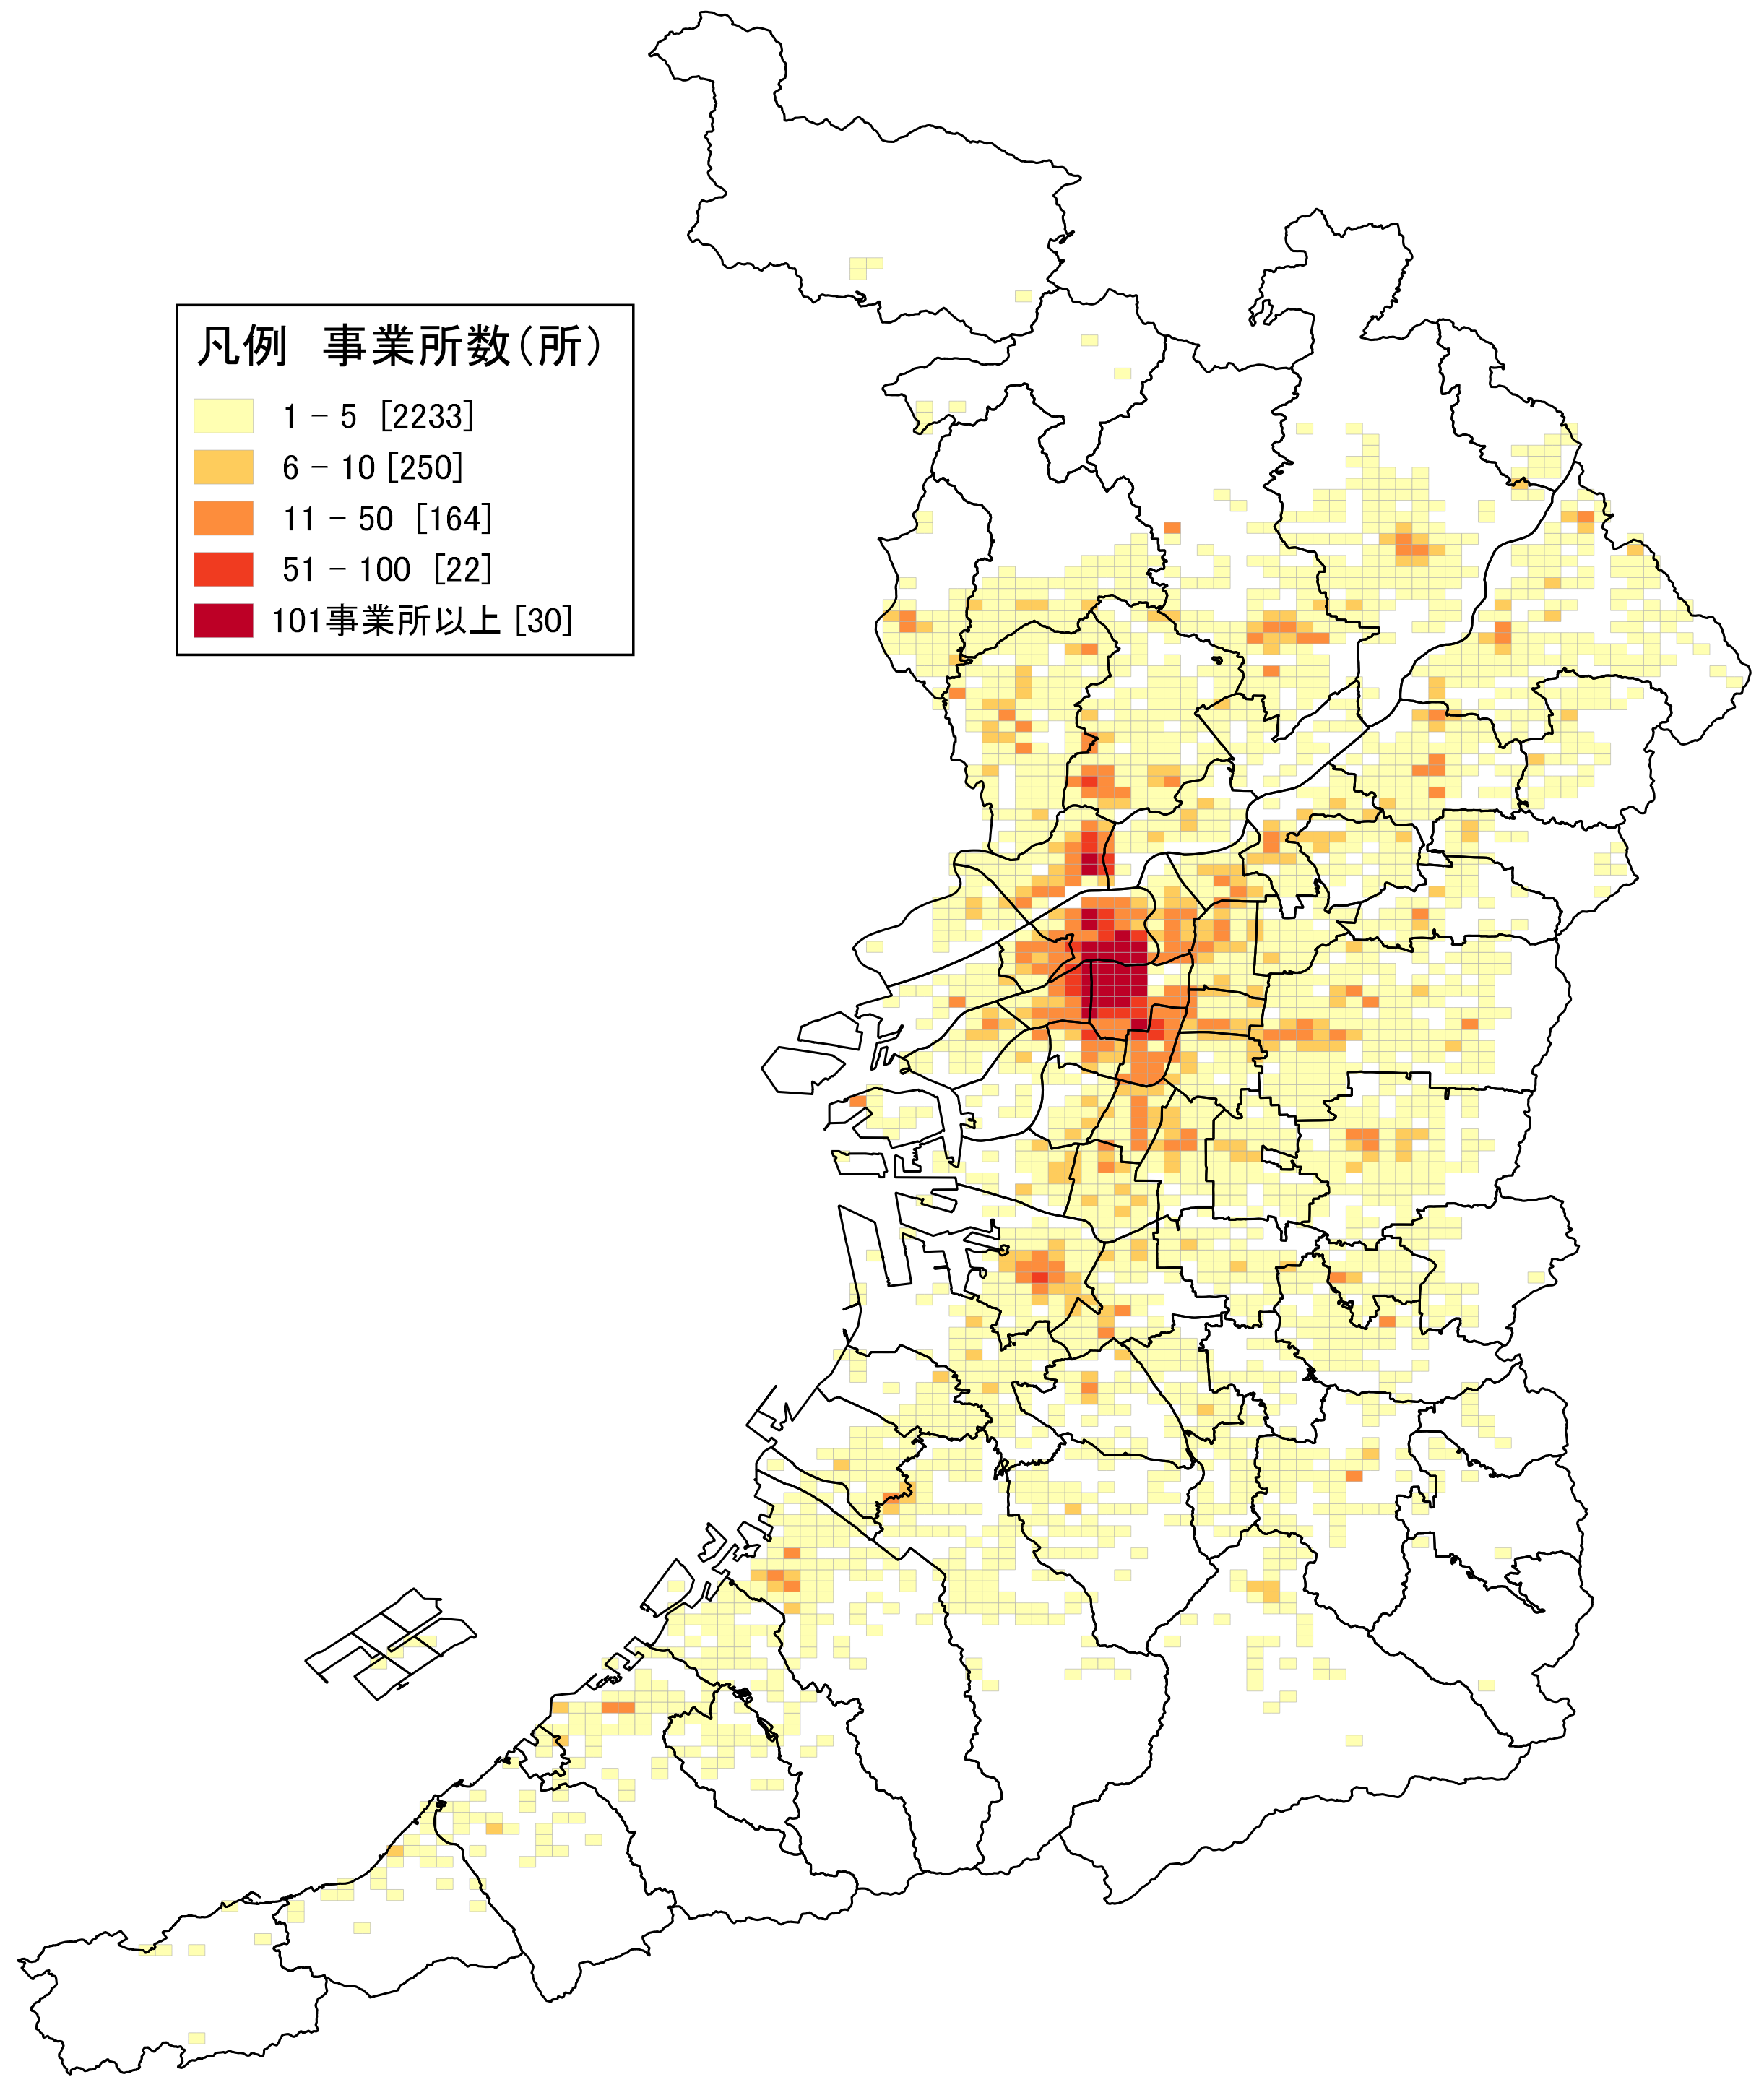 凡例　事業所数（所）
1 － 5 [2233]
6 － 10 [250]
11 － 50 [164]
51 － 100 [22]
101事業所以上 [30]